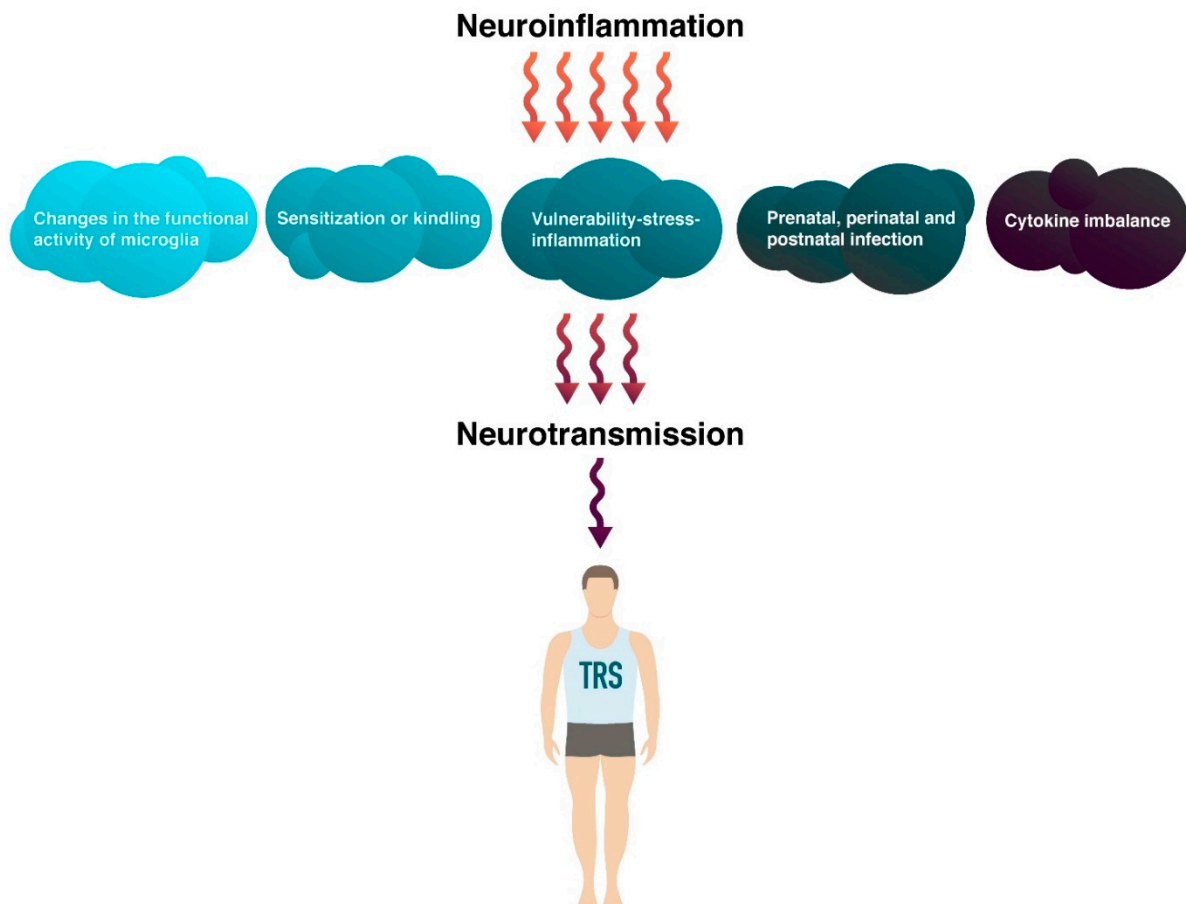 Neuroinflammation
Changes in the functional
activity of microglia
Sensitization or kindling
Vulnerability-stress-
inflammation
Prenatal, perinatal and
postnatal infection
Cytokine imbalance
Neurotransmission
TRS